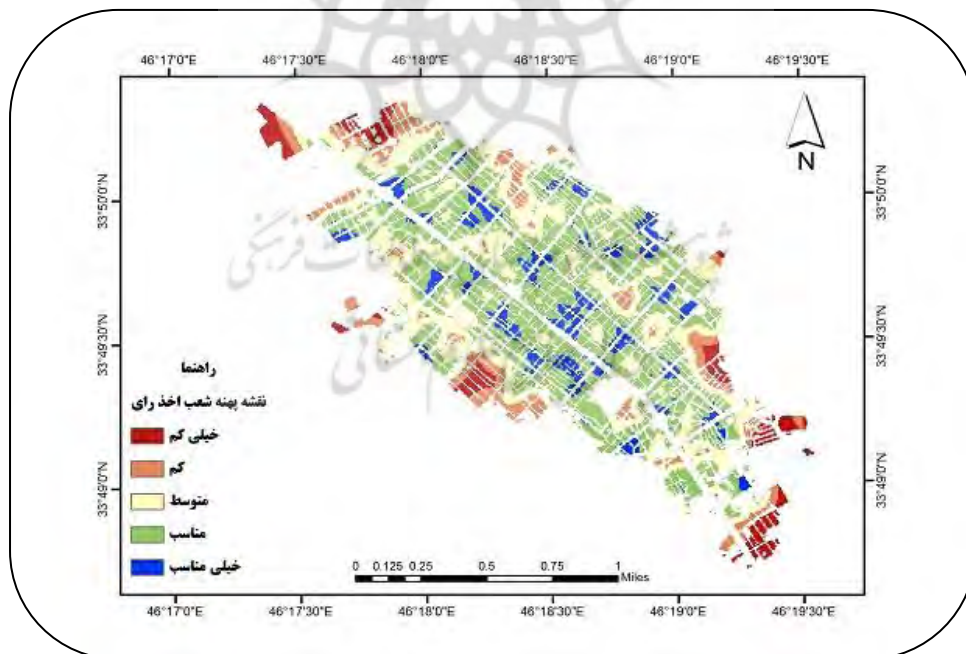 46°17'0"E 46°17'30"E 46°18'0"E 46°18'30"E 46°19'0"E 46°19'30"E
N
33°50'0"N 33°50'0"N
33°49'30"N 33°49'30"N
33°49'0"N 33°49'0"N
راهنما
نقشه پهنه شعب اخذ رای
خیلی کم
کم
متوسط
مناسب
خیلی مناسب
0 0.125 0.25 0.5 0.75 1
Miles
46°17'0"E 46°17'30"E 46°18'0"E 46°18'30"E 46°19'0"E 46°19'30"E